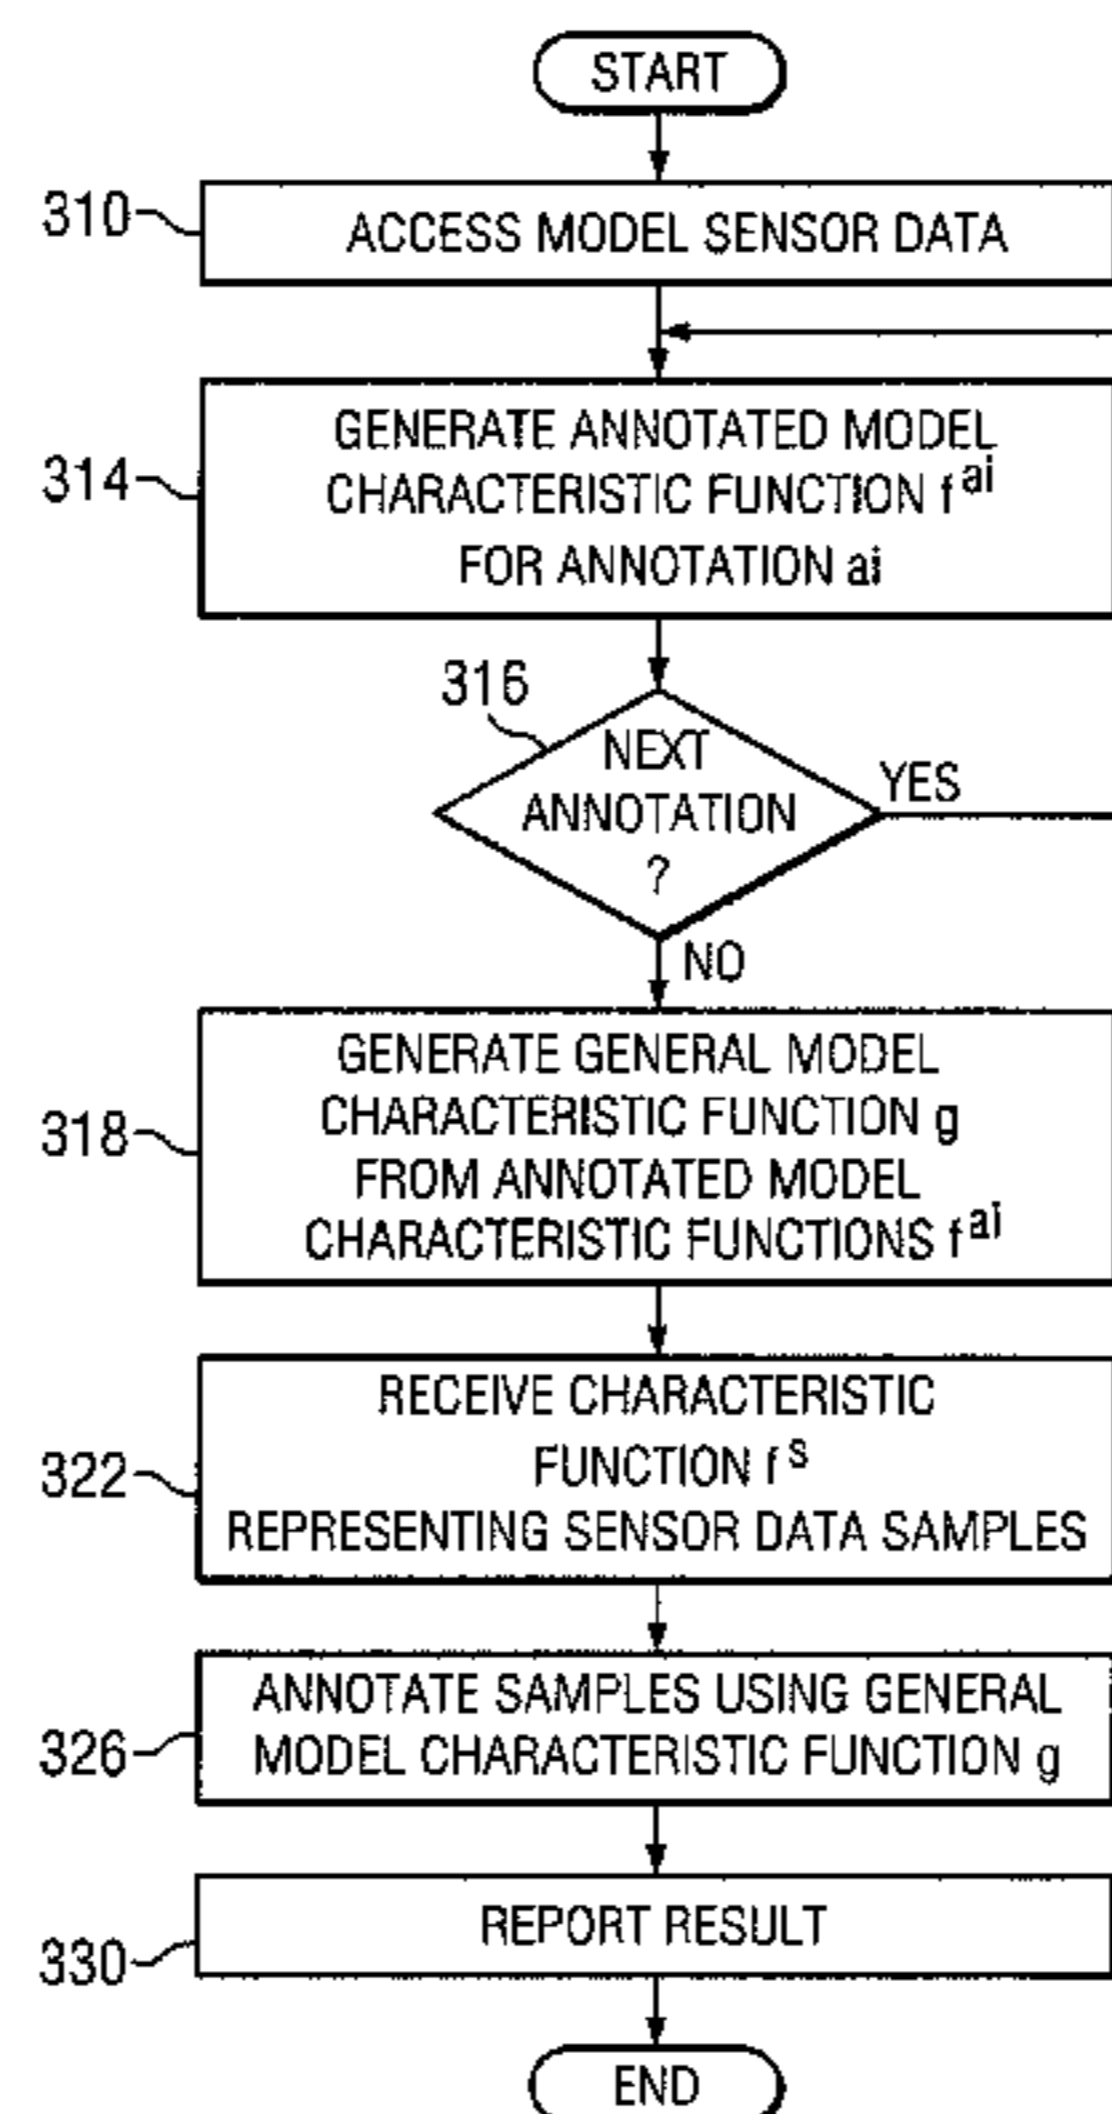 START
310
ACCESS MODEL SENSOR DATA
314
GENERATE ANNOTATED MODEL
CHARACTERISTIC FUNCTION f^ai
FOR ANNOTATION ai
316
NEXT
ANNOTATION
?
YES
NO
318
GENERATE GENERAL MODEL
CHARACTERISTIC FUNCTION g
FROM ANNOTATED MODEL
CHARACTERISTIC FUNCTIONS f^ai
322
RECEIVE CHARACTERISTIC
FUNCTION f^s
REPRESENTING SENSOR DATA SAMPLES
326
ANNOTATE SAMPLES USING GENERAL
MODEL CHARACTERISTIC FUNCTION g
330
REPORT RESULT
END